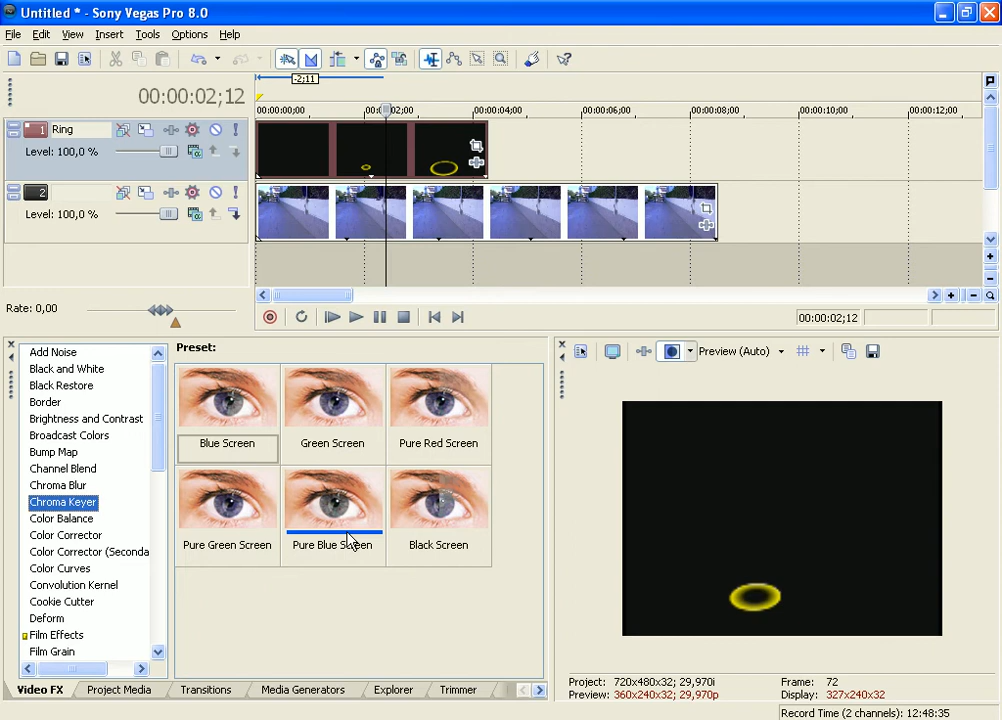 Untitled * - Sony Vegas Pro 8.0
File Edit View Insert Tools Options Help
-2;11
00:00:02;12
00:00:00;00 00:00:02;00 00:00:04;00 00:00:06;00 00:00:08;00 00:00:10;00 00:00:12;00
1 Ring
Level: 100,0 %
2
Level: 100,0 %
Rate: 0,00
00:00:02;12
Add Noise
Black and White
Black Restore
Border
Brightness and Contrast
Broadcast Colors
Bump Map
Channel Blend
Chroma Blur
Chroma Keyer
Color Balance
Color Corrector
Color Corrector (Seconda
Color Curves
Convolution Kernel
Cookie Cutter
Deform
Film Effects
Film Grain
Preset:
Blue Screen Green Screen Pure Red Screen
Pure Green Screen Pure Blue Screen Black Screen
Preview (Auto)
Video FX Project Media Transitions Media Generators Explorer Trimmer
Project: 720x480x32; 29,970i Frame: 72
Preview: 360x240x32; 29,970p Display: 327x240x32
Record Time (2 channels): 12:48:35